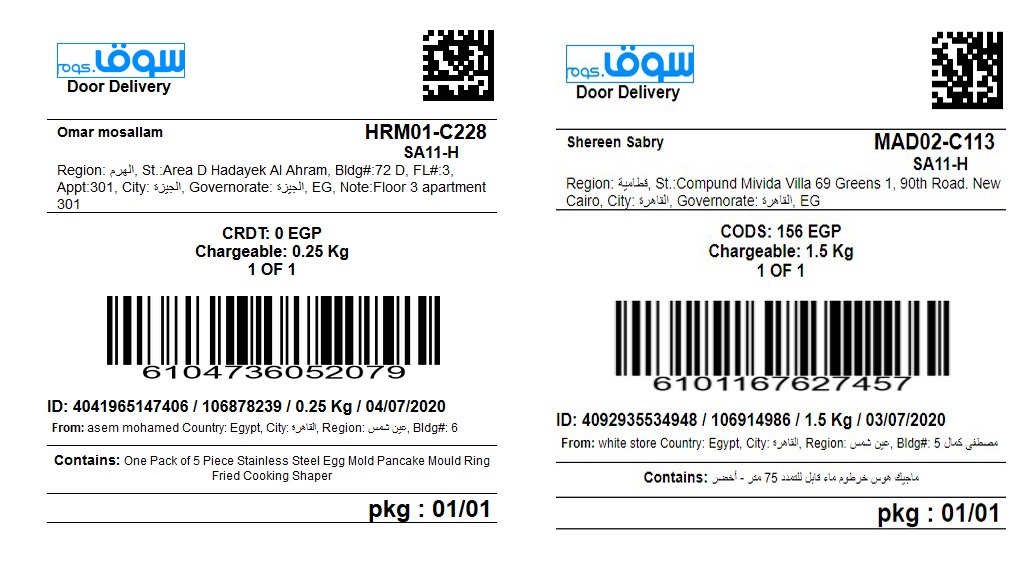 سوق.كوم
Door Delivery
Omar mosallam
HRM01-C228
SA11-H
Region: الهرم, St.:Area D Hadayek Al Ahram, Bldg#:72 D, FL#:3,
Appt:301, City: الجيزة, Governorate: الجيزة, EG, Note:Floor 3 apartment
301
CRDT: 0 EGP
Chargeable: 0.25 Kg
1 OF 1
6104736052079
ID: 4041965147406 / 106878239 / 0.25 Kg / 04/07/2020
From: asem mohamed Country: Egypt, City: القاهرة, Region: عين شمس, Bldg#: 6
Contains: One Pack of 5 Piece Stainless Steel Egg Mold Pancake Mould Ring
Fried Cooking Shaper
pkg : 01/01
سوق.كوم
Door Delivery
Shereen Sabry
MAD02-C113
SA11-H
Region: قطامية, St.:Compund Mivida Villa 69 Greens 1, 90th Road. New
Cairo, City: القاهرة, Governorate: القاهرة, EG
CODS: 156 EGP
Chargeable: 1.5 Kg
1 OF 1
6101167627457
ID: 4092935534948 / 106914986 / 1.5 Kg / 03/07/2020
From: white store Country: Egypt, City: القاهرة, Region: عين شمس, Bldg#: 5 مصطفى كمال
Contains: ماجيك هوس خرطوم ماء قابل للتمدد 75 متر - أخضر
pkg : 01/01